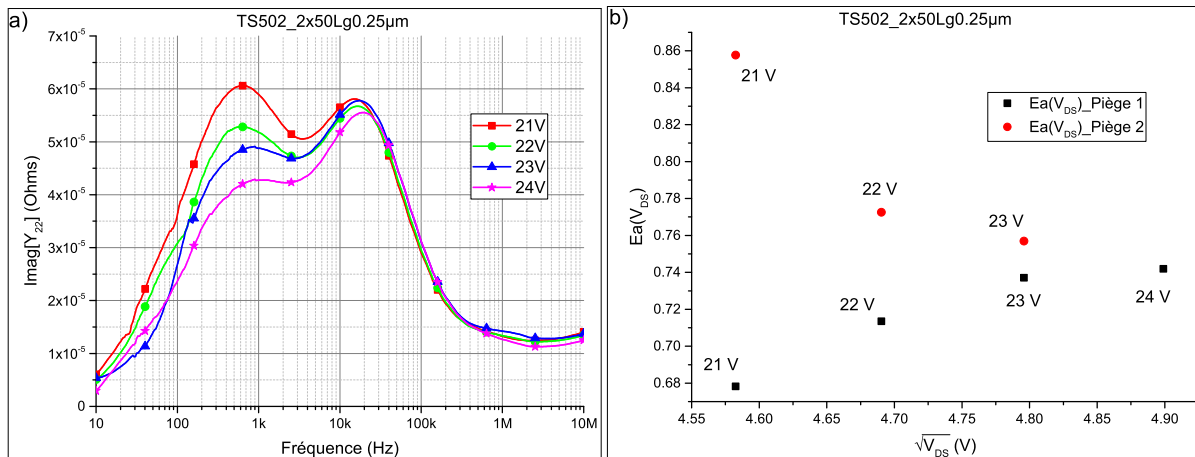 a)
TS502_2x50Lg0.25µm
Imag[Y22] (Ohms)
7x10-5
6x10-5
5x10-5
4x10-5
3x10-5
2x10-5
1x10-5
0
21V
22V
23V
24V
10 100 1k 10k 100k 1M 10M
Fréquence (Hz)
b)
TS502_2x50Lg0.25µm
Ea(VDS)
0.86
0.84
0.82
0.80
0.78
0.76
0.74
0.72
0.70
0.68
Ea(VDS)_Piège 1
Ea(VDS)_Piège 2
21 V
22 V
23 V
22 V
23 V
24 V
21 V
4.55 4.60 4.65 4.70 4.75 4.80 4.85 4.90
√VDS (V)